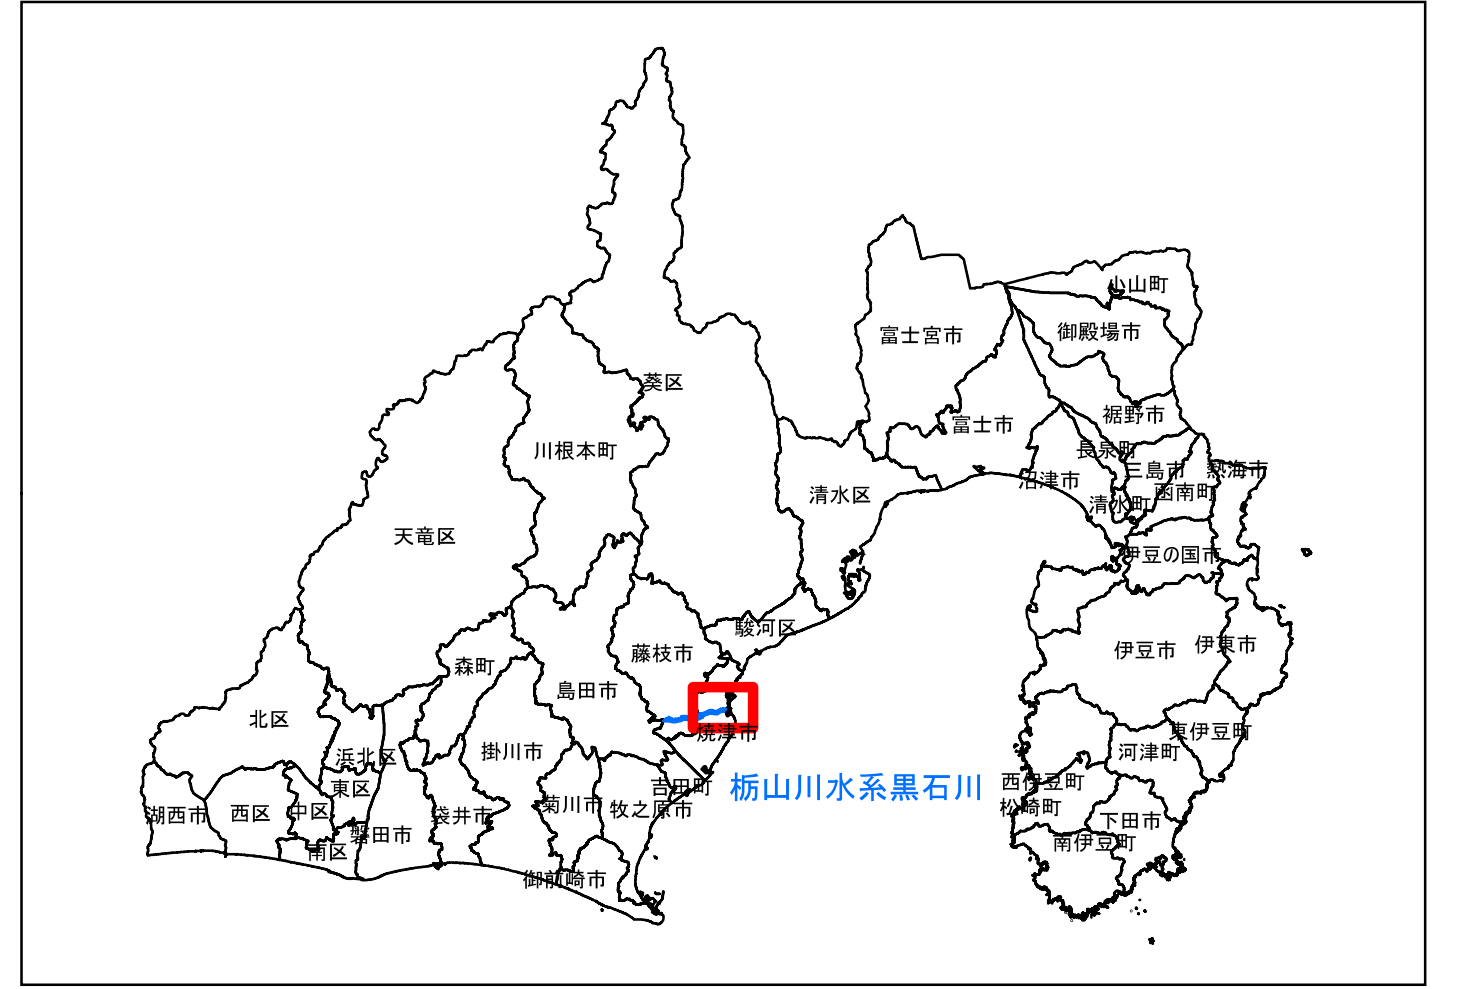 小山町
御殿場市
富士宮市
葵区
裾野市
富士市
川根本町
長泉町
三島市
熱海市
沼津市
函南町
清水区
清水町
天竜区
伊豆の国市
駿河区
伊東市
伊豆市
藤枝市
森町
島田市
北区
東伊豆町
焼津市
掛川市
河津町
浜北区
西伊豆町
東区
吉田町
栃山川水系黒石川
松崎町
牧之原市
菊川市
中区
西区
湖西市
袋井市
下田市
磐田市
南伊豆町
南区
御前崎市